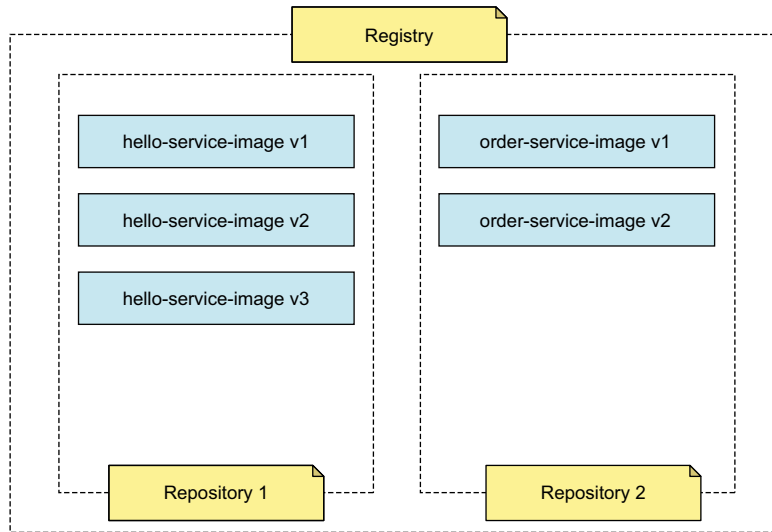 Registry
hello-service-image v1
hello-service-image v2
hello-service-image v3
Repository 1
order-service-image v1
order-service-image v2
Repository 2